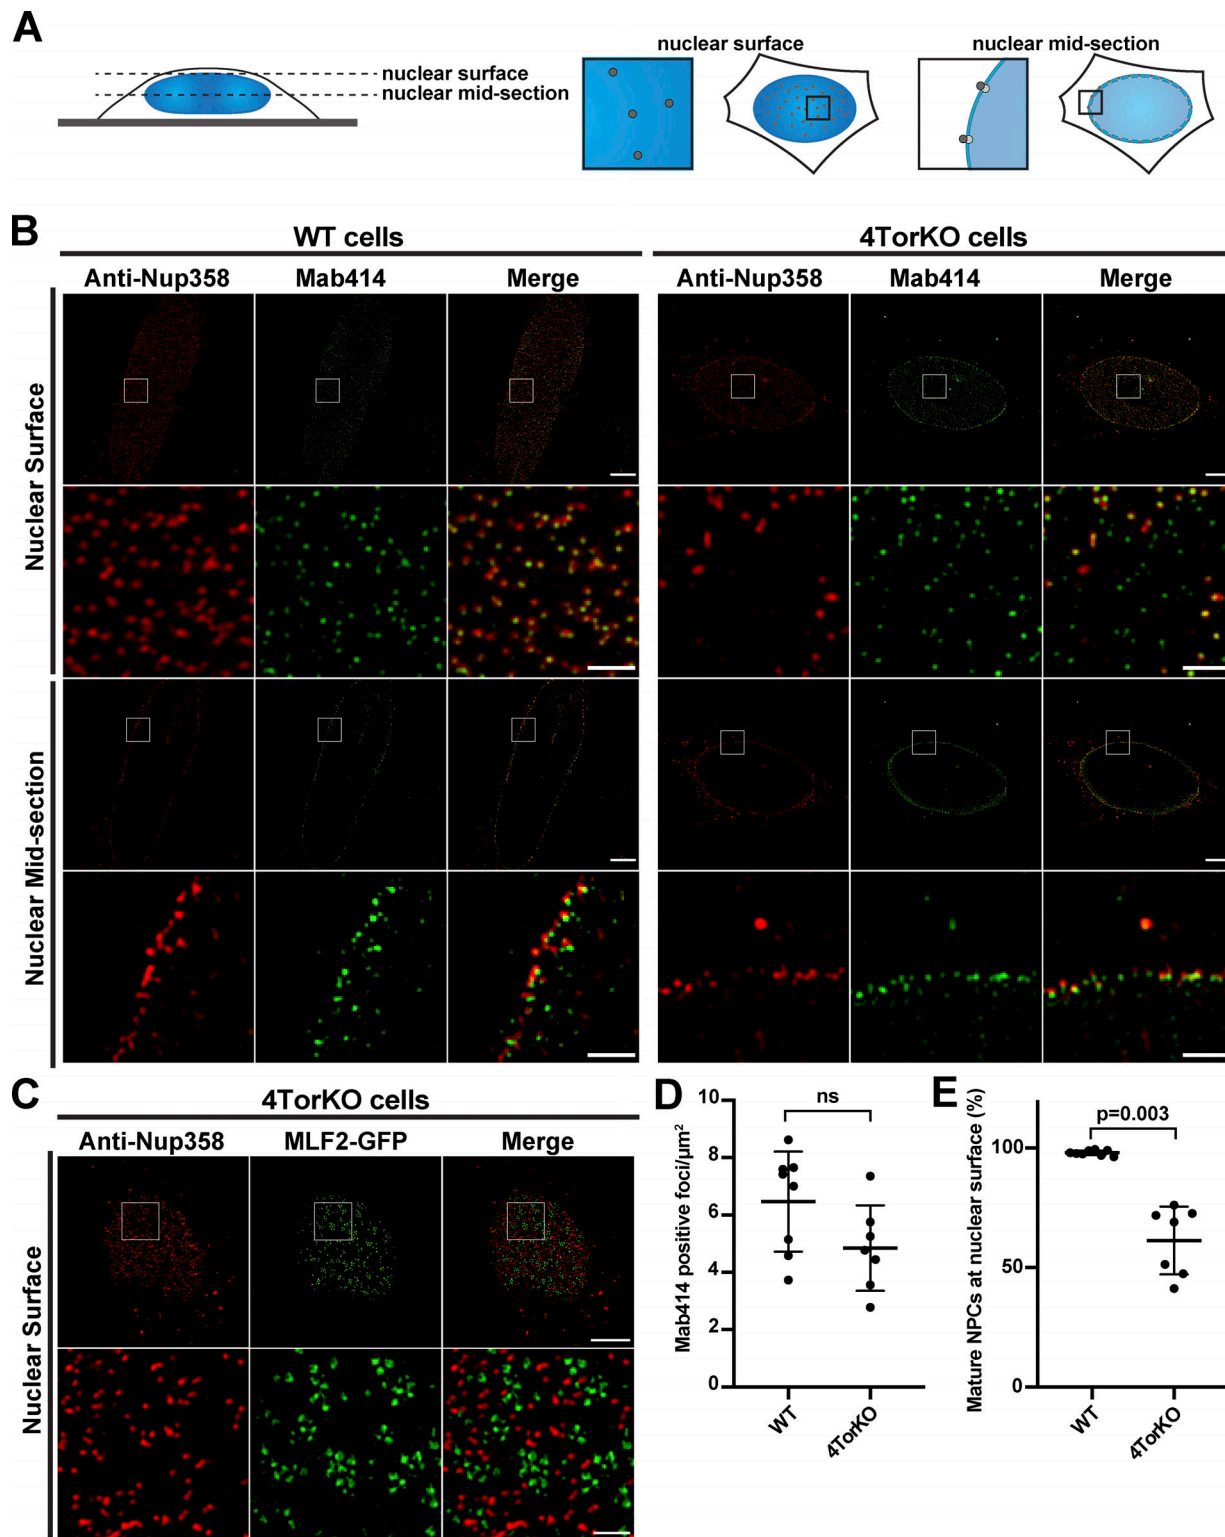 A
nuclear surface
nuclear mid-section
nuclear surface
nuclear mid-section
B
WT cells
4TorKO cells
Anti-Nup358
Mab414
Merge
Anti-Nup358
Mab414
Merge
Nuclear Surface
Nuclear Mid-section
C
4TorKO cells
Anti-Nup358
MLF2-GFP
Merge
Nuclear Surface
D
Mab414 positive foci/µm²
10
8
6
4
2
0
ns
WT
4TorKO
E
Mature NPCs at nuclear surface (%)
100
50
0
p=0.003
WT
4TorKO